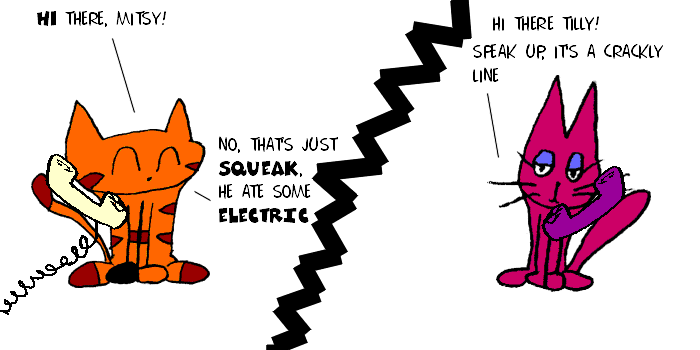 HI THERE, MITSY!
HI THERE TILLY!
SPEAK UP, IT'S A CRACKLY
LINE
NO, THAT'S JUST
SQUEAK,
HE ATE SOME
ELECTRIC